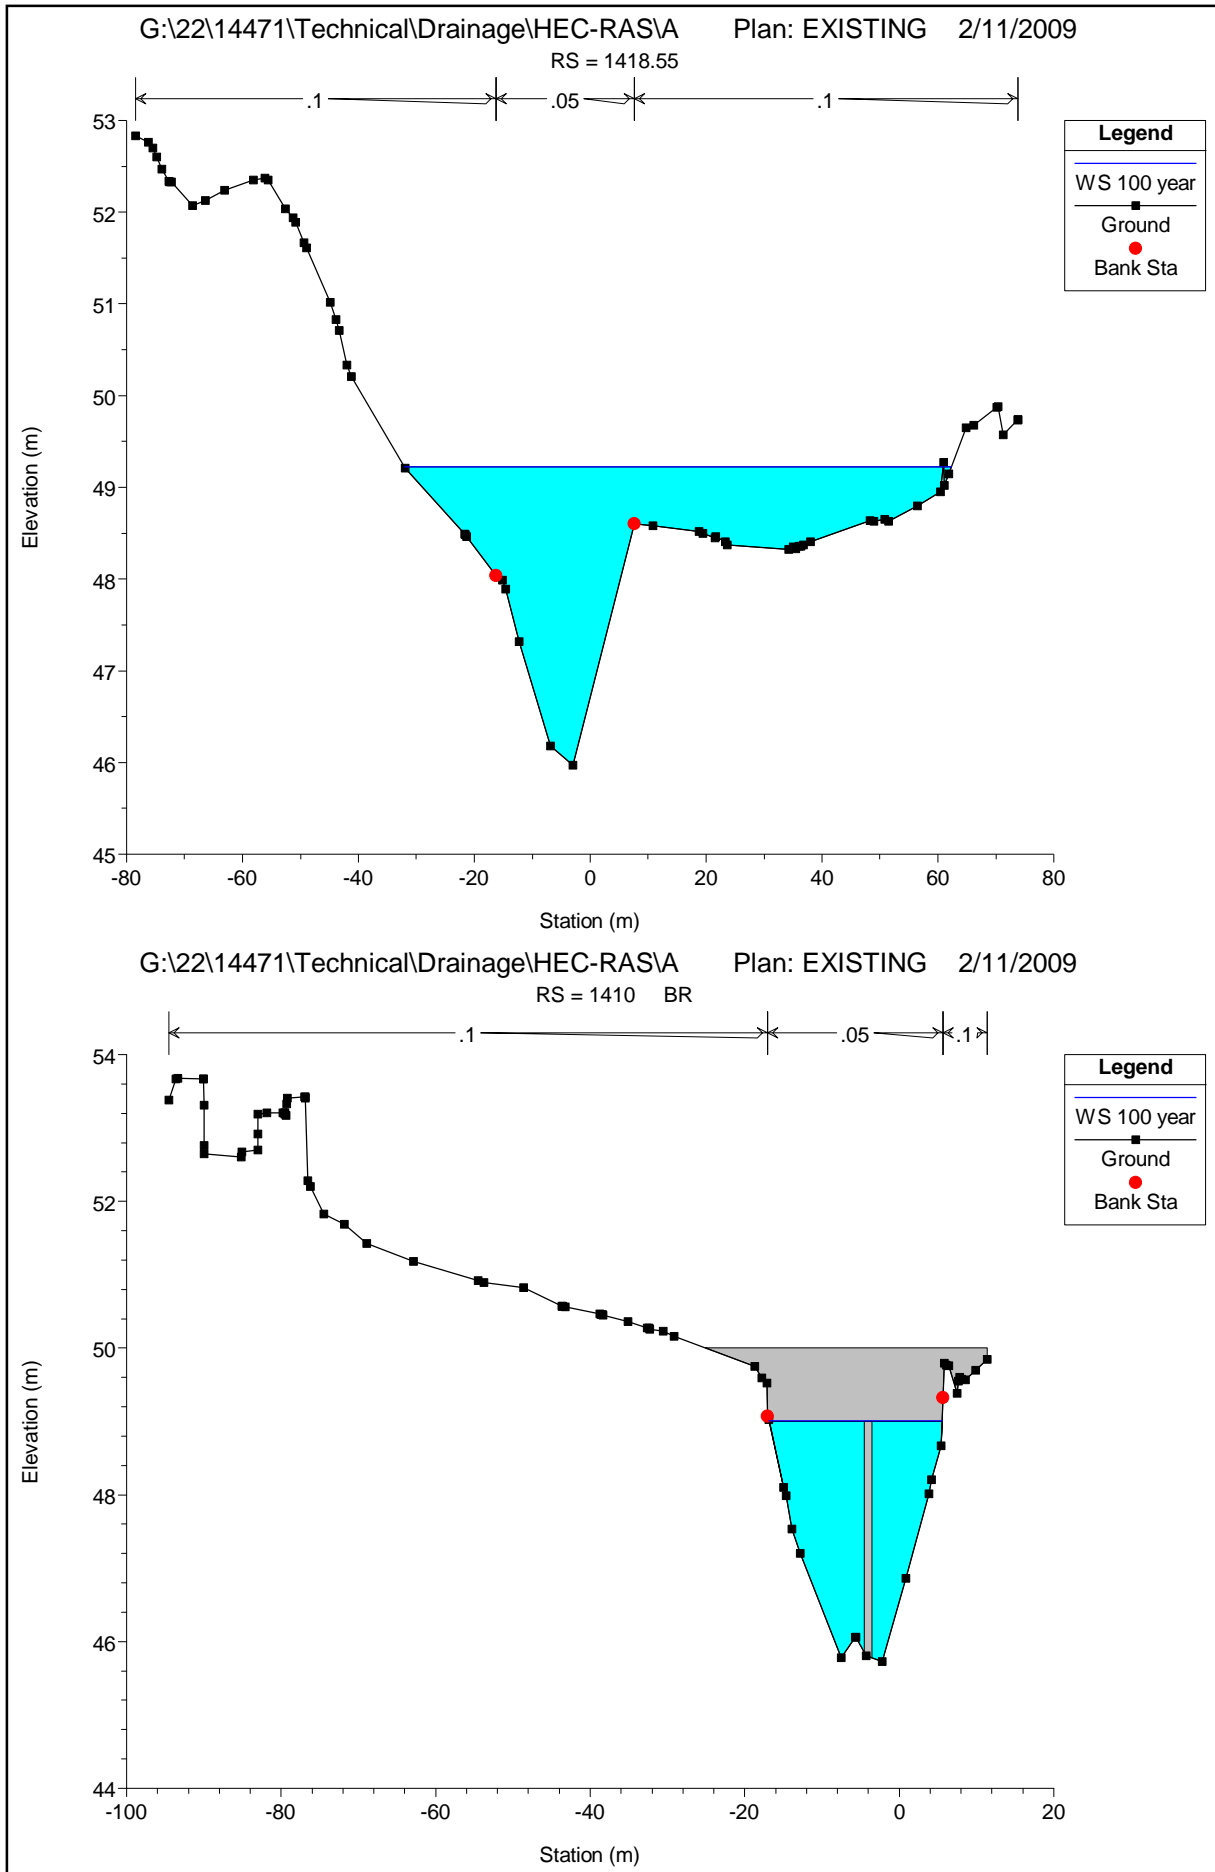 G:\22\14471\Technical\Drainage\HEC-RAS\A Plan: EXISTING 2/11/2009
RS = 1418.55
.1 .05 .1
53
52
51
50
49
48
47
46
45
Elevation (m)
-80 -60 -40 -20 0 20 40 60 80
Station (m)
Legend
WS 100 year
Ground
Bank Sta
G:\22\14471\Technical\Drainage\HEC-RAS\A Plan: EXISTING 2/11/2009
RS = 1410 BR
.1 .05 .1
54
52
50
48
46
44
Elevation (m)
-100 -80 -60 -40 -20 0 20
Station (m)
Legend
WS 100 year
Ground
Bank Sta